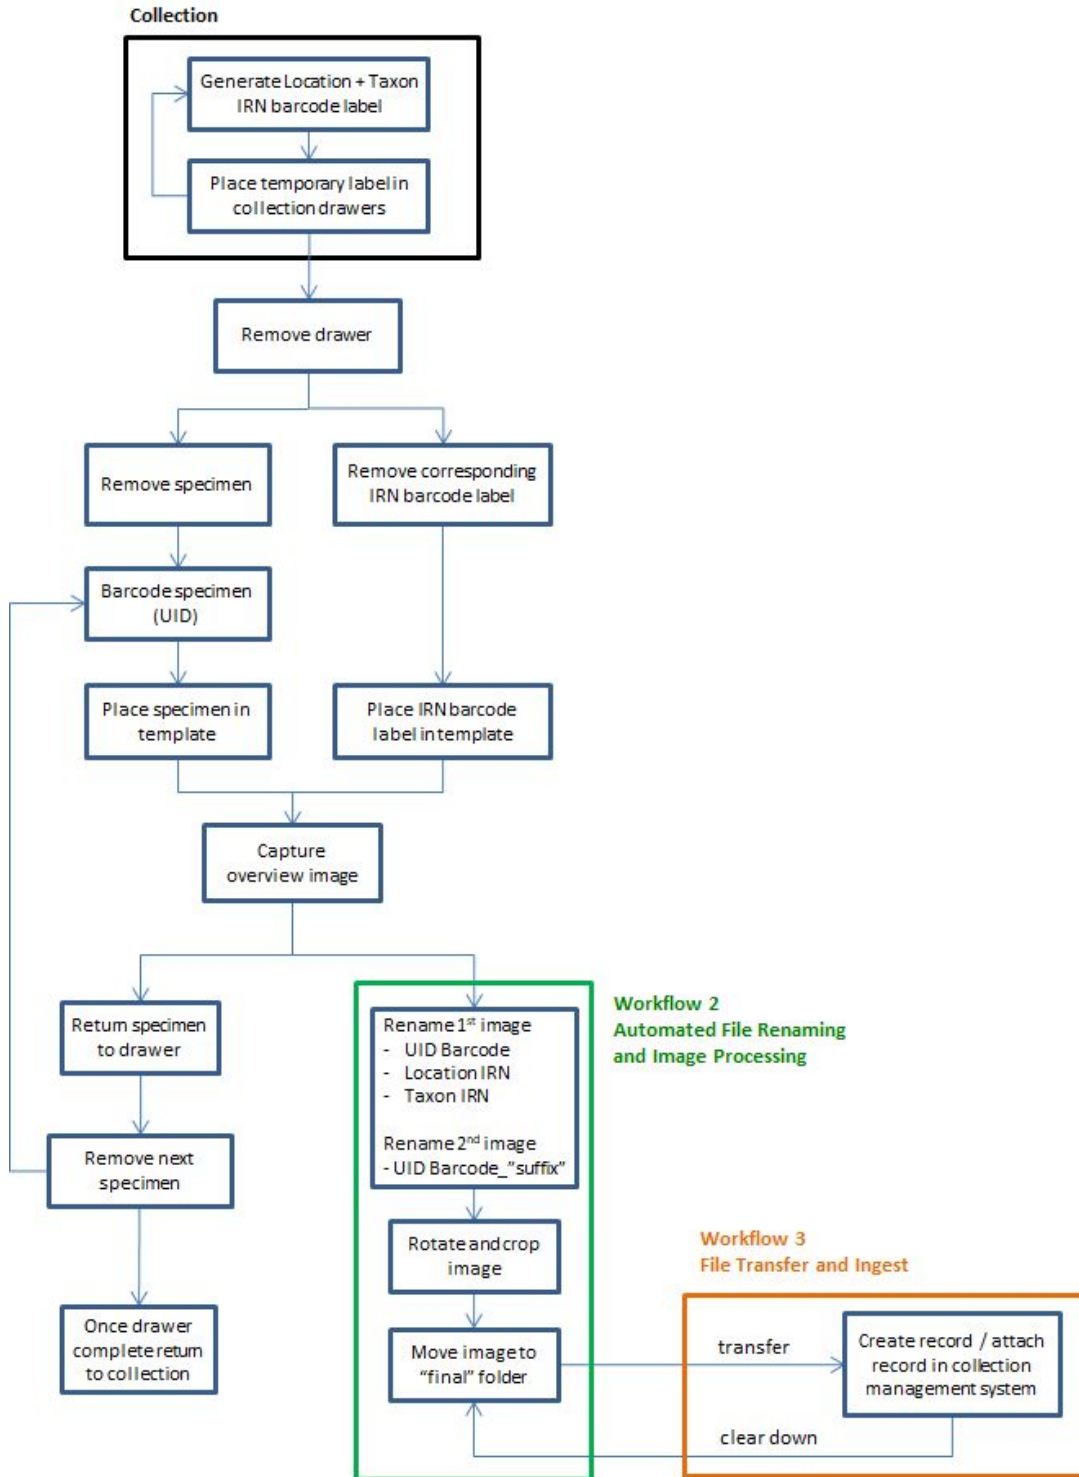 Collection
Generate Location + Taxon
IRN barcode label
Place temporary label in
collection drawers
Remove drawer
Remove specimen
Remove corresponding
IRN barcode label
Barcode specimen
(UID)
Place specimen in
template
Place IRN barcode
label in template
Capture
overview image
Return specimen
to drawer
Remove next
specimen
Once drawer
complete return
to collection
Workflow 2
Automated File Renaming
and Image Processing
Rename 1st image
- UID Barcode
- Location IRN
- Taxon IRN
Rename 2nd image
- UID Barcode_”suffix”
Rotate and crop
image
Move image to
“final” folder
Workflow 3
File Transfer and Ingest
transfer
Create record / attach
record in collection
management system
clear down